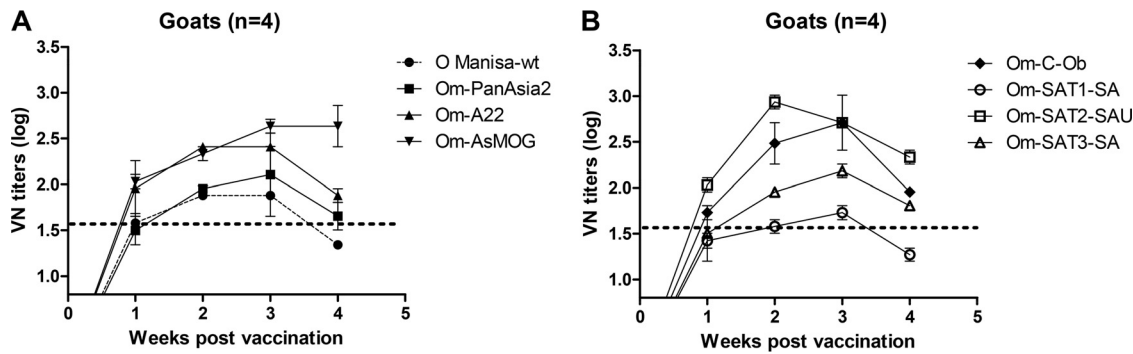 A
Goats (n=4)
VN titers (log)
3.5
3.0
2.5
2.0
1.5
1.0
0
1
2
3
4
5
Weeks post vaccination
O Manisa-wt
Om-PanAsia2
Om-A22
Om-AsMOG
B
Goats (n=4)
VN titers (log)
3.5
3.0
2.5
2.0
1.5
1.0
0
1
2
3
4
5
Weeks post vaccination
Om-C-Ob
Om-SAT1-SA
Om-SAT2-SAU
Om-SAT3-SA